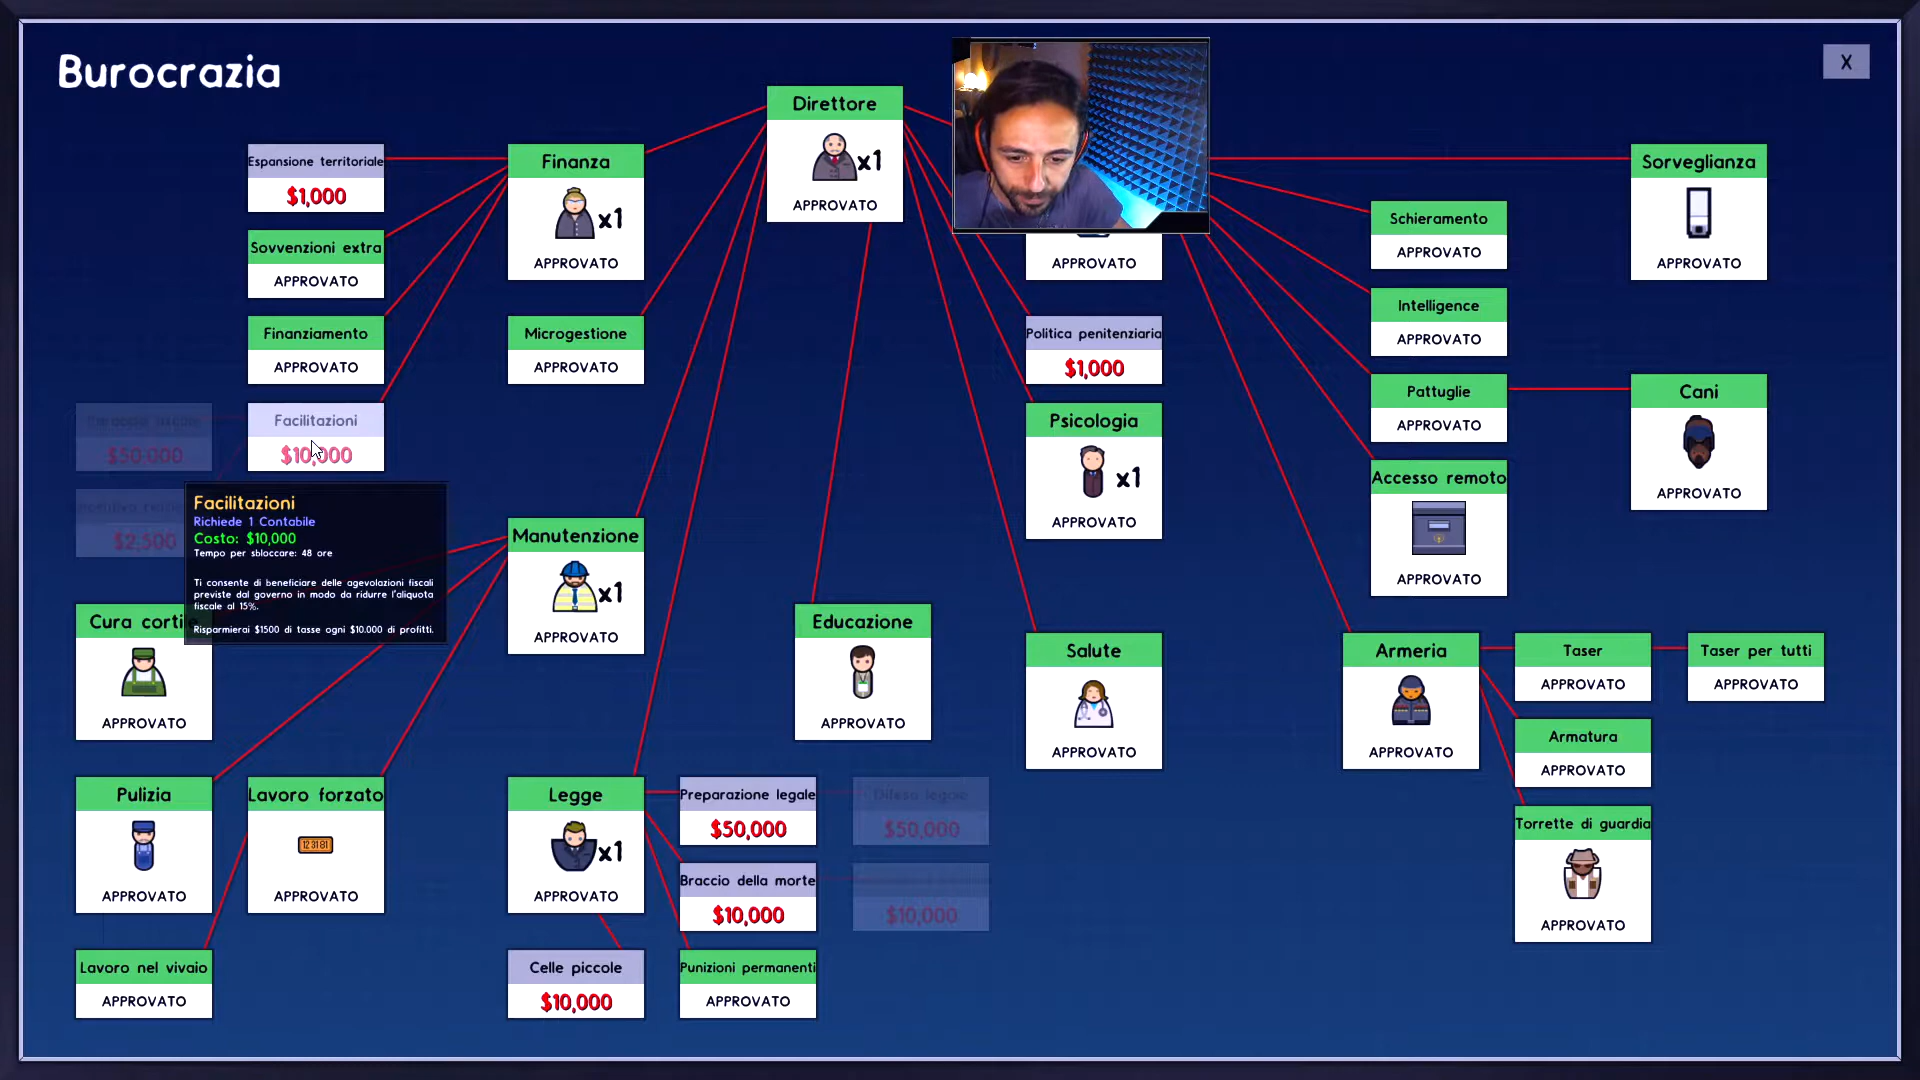 Burocrazia
X
Direttore
x1
APPROVATO
Espansione territoriale
$1,000
Finanza
x1
APPROVATO
Sorveglianza
APPROVATO
Sovvenzioni extra
APPROVATO
APPROVATO
Schieramento
APPROVATO
Finanziamento
APPROVATO
Microgestione
APPROVATO
Politica penitenziaria
$1,000
Intelligence
APPROVATO
$50,000
Facilitazioni
$10,000
Psicologia
x1
APPROVATO
Pattuglie
APPROVATO
Cani
APPROVATO
$2,500
Facilitazioni
Richiede 1 Contabile
Costo: $10,000
Tempo per sbloccare: 48 ore
Ti consente di beneficiare delle agevolazioni fiscali
previste dal governo in modo da ridurre l'aliquota
fiscale al 15%.
Risparmierai $1500 di tasse ogni $10.000 di profitti.
Accesso remoto
APPROVATO
Manutenzione
x1
APPROVATO
Cura cortil
APPROVATO
Educazione
APPROVATO
Salute
APPROVATO
Armeria
APPROVATO
Taser
APPROVATO
Taser per tutti
APPROVATO
Armatura
APPROVATO
Torrette di guardia
APPROVATO
Pulizia
APPROVATO
Lavoro forzato
123181
APPROVATO
Legge
x1
APPROVATO
Preparazione legale
$50,000
Difesa legale
$50,000
Braccio della morte
$10,000
$10,000
Lavoro nel vivaio
APPROVATO
Celle piccole
$10,000
Punizioni permanenti
APPROVATO